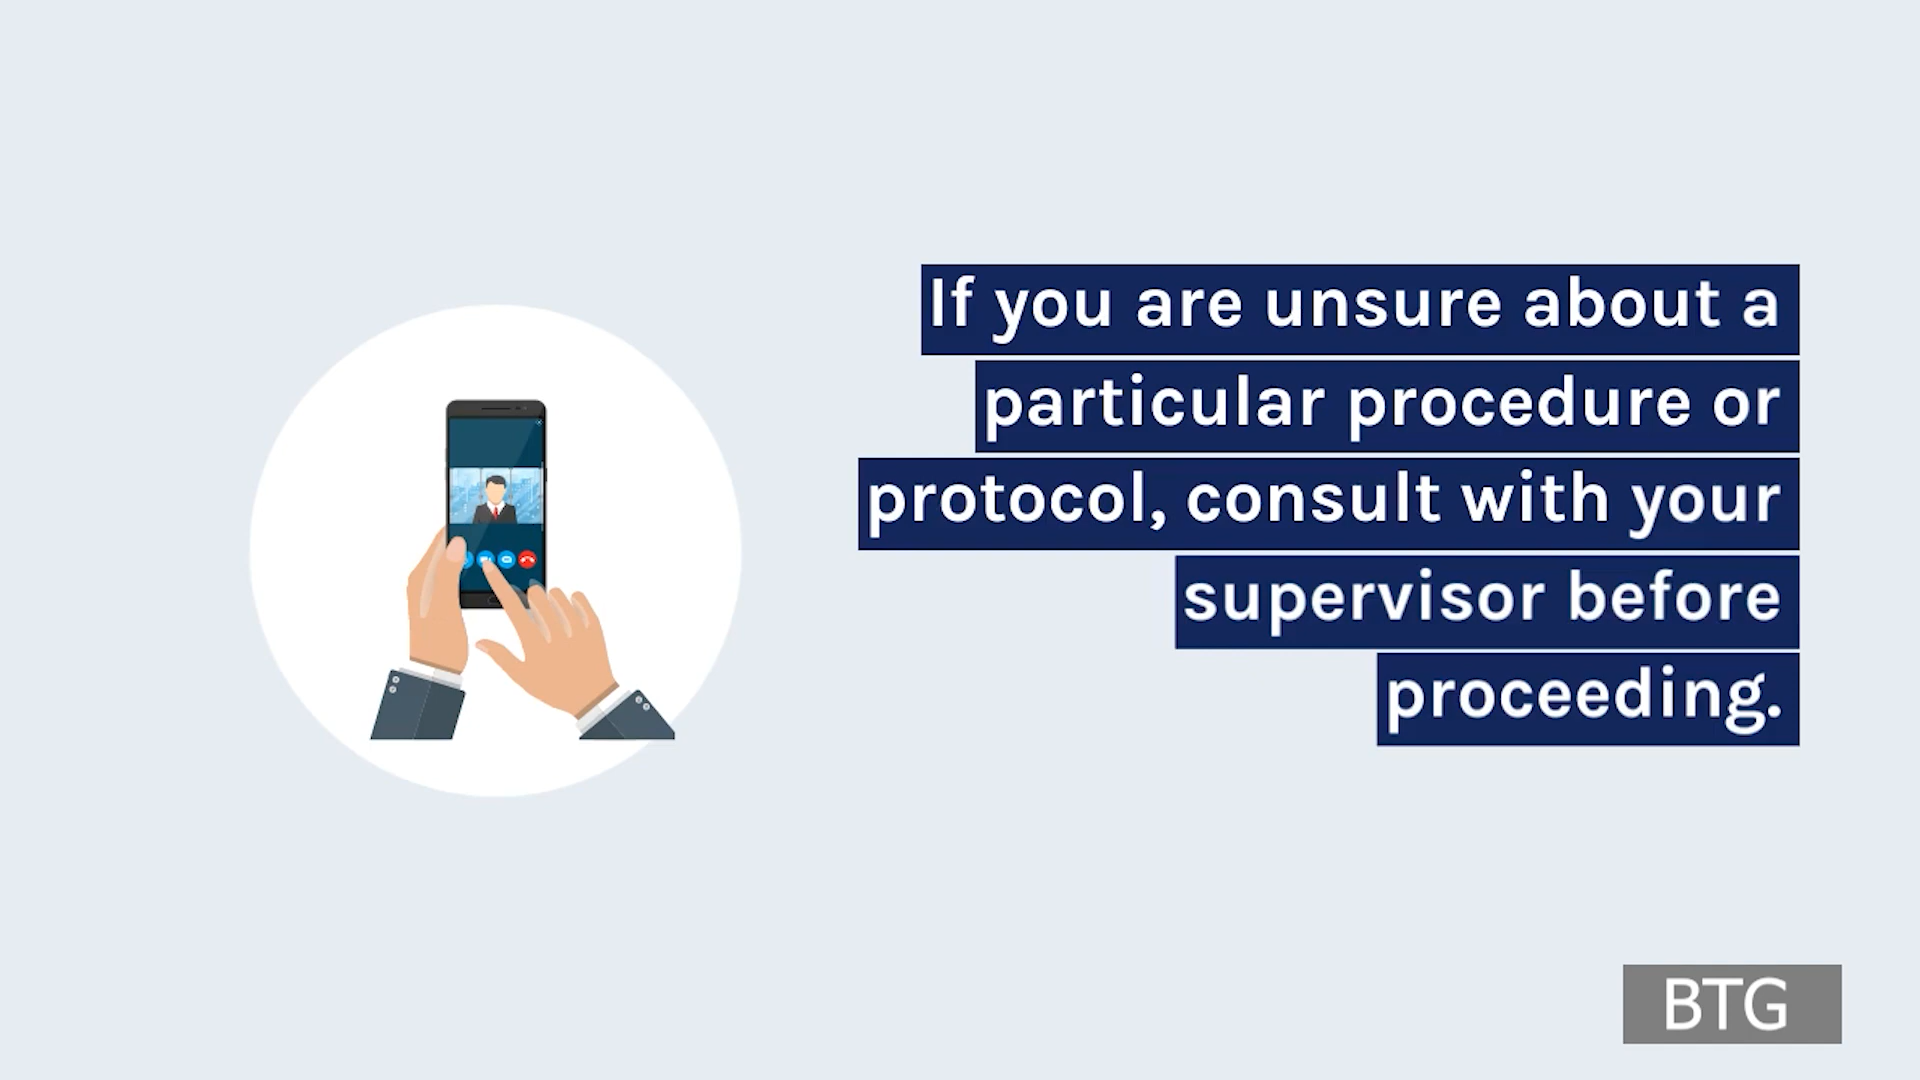 If you are unsure about a
particular procedure or
protocol, consult with your
supervisor before
proceeding.
BTG